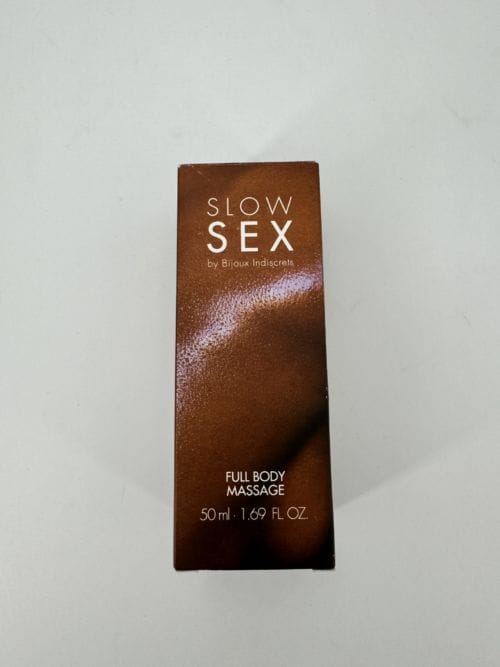 SLOW
SEX
by Bijoux Indiscrets
FULL BODY
MASSAGE
50 ml · 1.69 FL. OZ.